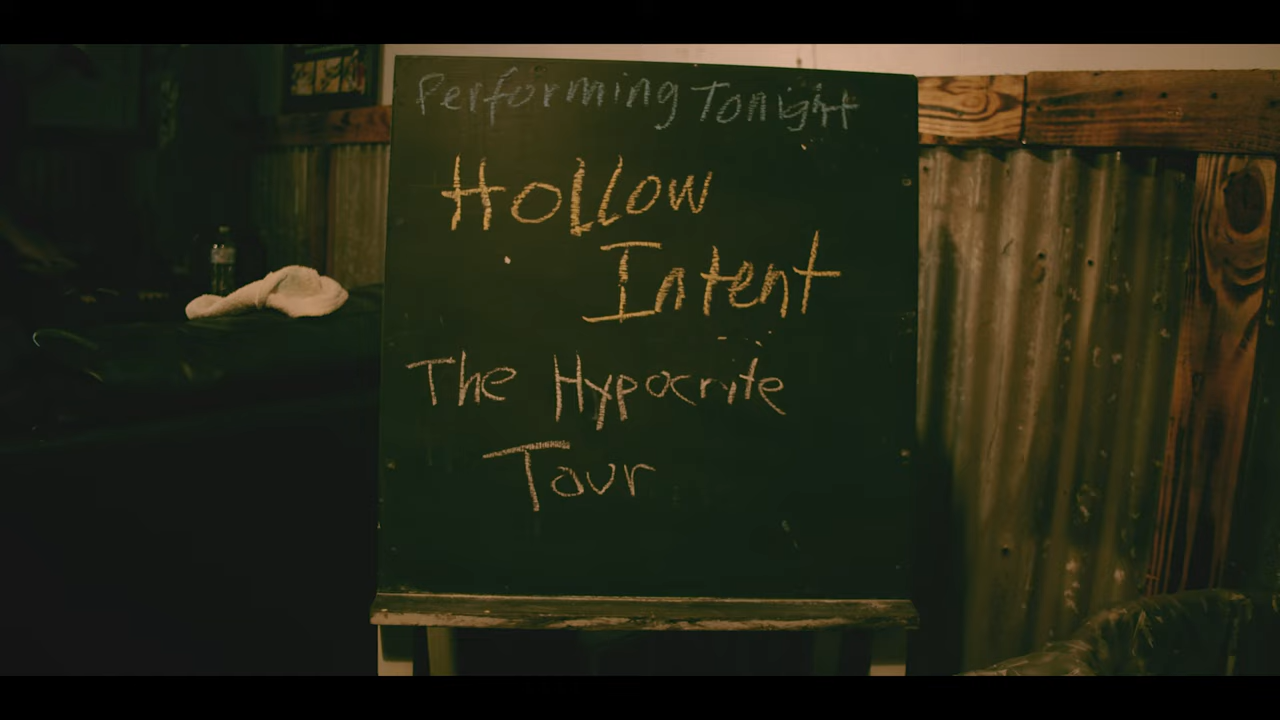 Performing Tonight
Hollow
Intent
The Hypocrite
Tour